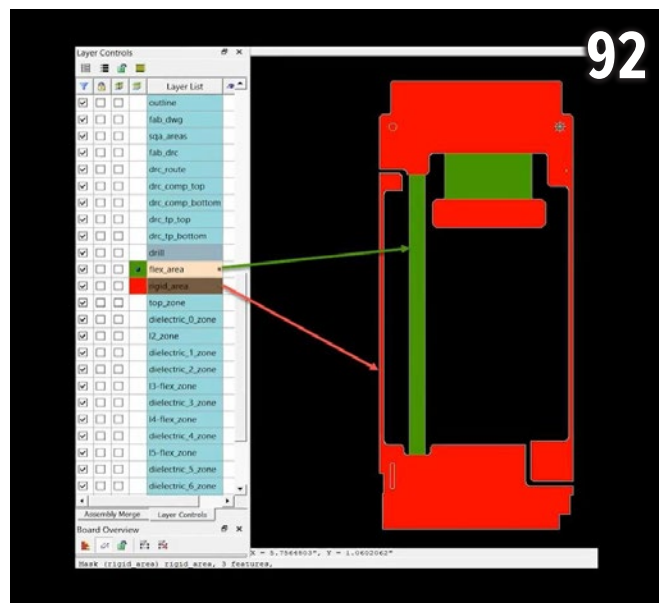 92
Layer Controls
Layer List
outline
fab_dwg
sqa_areas
fab_drc
drc_route
drc_comp_top
drc_comp_bottom
drc_tp_top
drc_tp_bottom
drill
flex_area
rigid_area
top_zone
dielectric_0_zone
l2_zone
dielectric_1_zone
dielectric_2_zone
l3-flex_zone
dielectric_3_zone
l4-flex_zone
dielectric_4_zone
l5-flex_zone
dielectric_5_zone
dielectric_6_zone
Assembly Merge Layer Controls
Board Overview
X = 5.7566503", Y = 1.0602062"
Mask (rigid_area) rigid_area, 3 features,